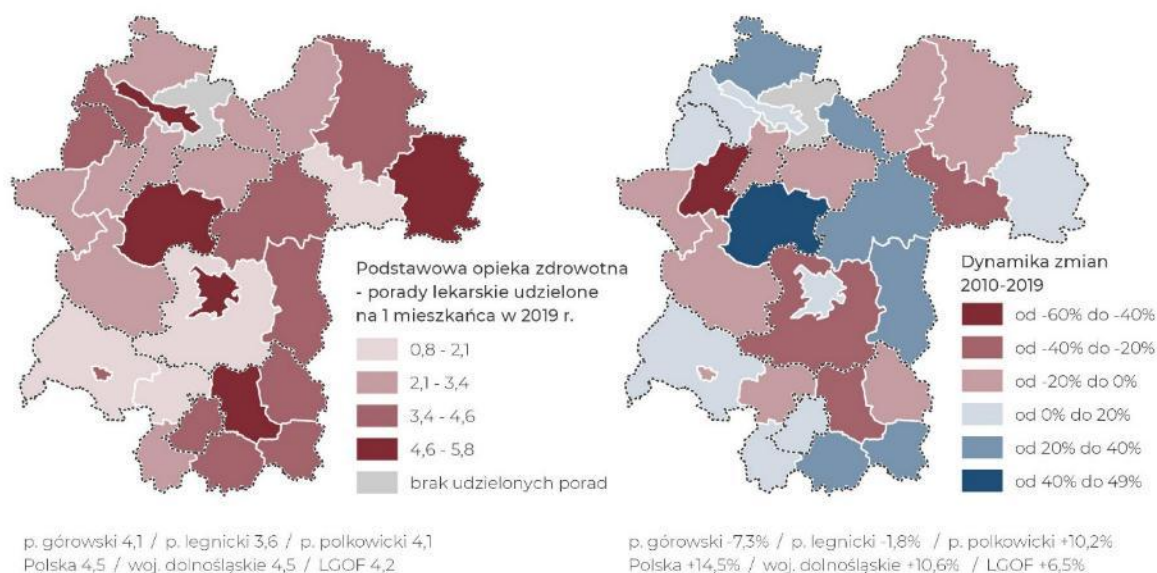 Podstawowa opieka zdrowotna
- porady lekarskie udzielone
na 1 mieszkańca w 2019 r.
0,8 - 2,1
2,1 - 3,4
3,4 - 4,6
4,6 - 5,8
brak udzielonych porad
p. górowski 4,1 / p. legnicki 3,6 / p. polkowicki 4,1
Polska 4,5 / woj. dolnośląskie 4,5 / LGOF 4,2
Dynamika zmian
2010-2019
od -60% do -40%
od -40% do -20%
od -20% do 0%
od 0% do 20%
od 20% do 40%
od 40% do 49%
p. górowski -7,3% / p. legnicki -1,8% / p. polkowicki +10,2%
Polska +14,5% / woj. dolnośląskie +10,6% / LGOF +6,5%